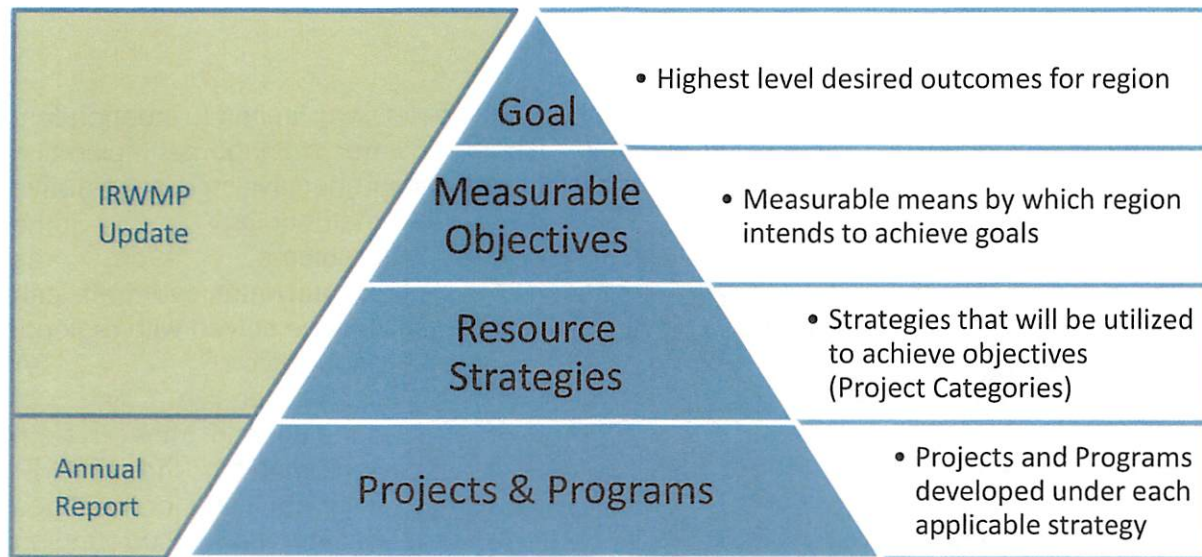 Goal
• Highest level desired outcomes for region
IRWMP
Update
Measurable
Objectives
• Measurable means by which region
intends to achieve goals
Resource
Strategies
• Strategies that will be utilized
to achieve objectives
(Project Categories)
Annual
Report
Projects & Programs
• Projects and Programs
developed under each
applicable strategy